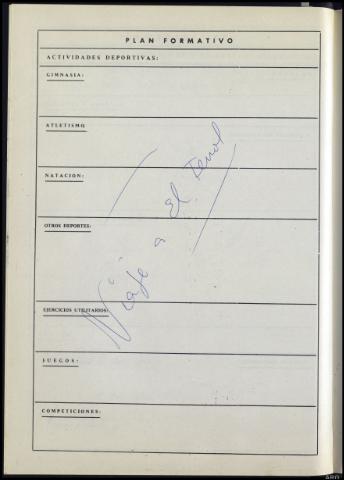 PLAN FORMATIVO
ACTIVIDADES DEPORTIVAS:
GIMNASIA:
ATLETISMO
NATACION:
OTROS DEPORTES:
EJERCICIOS UTILITARIOS:
JUEGOS:
COMPETICIONES:
Viaje a El Ferrol